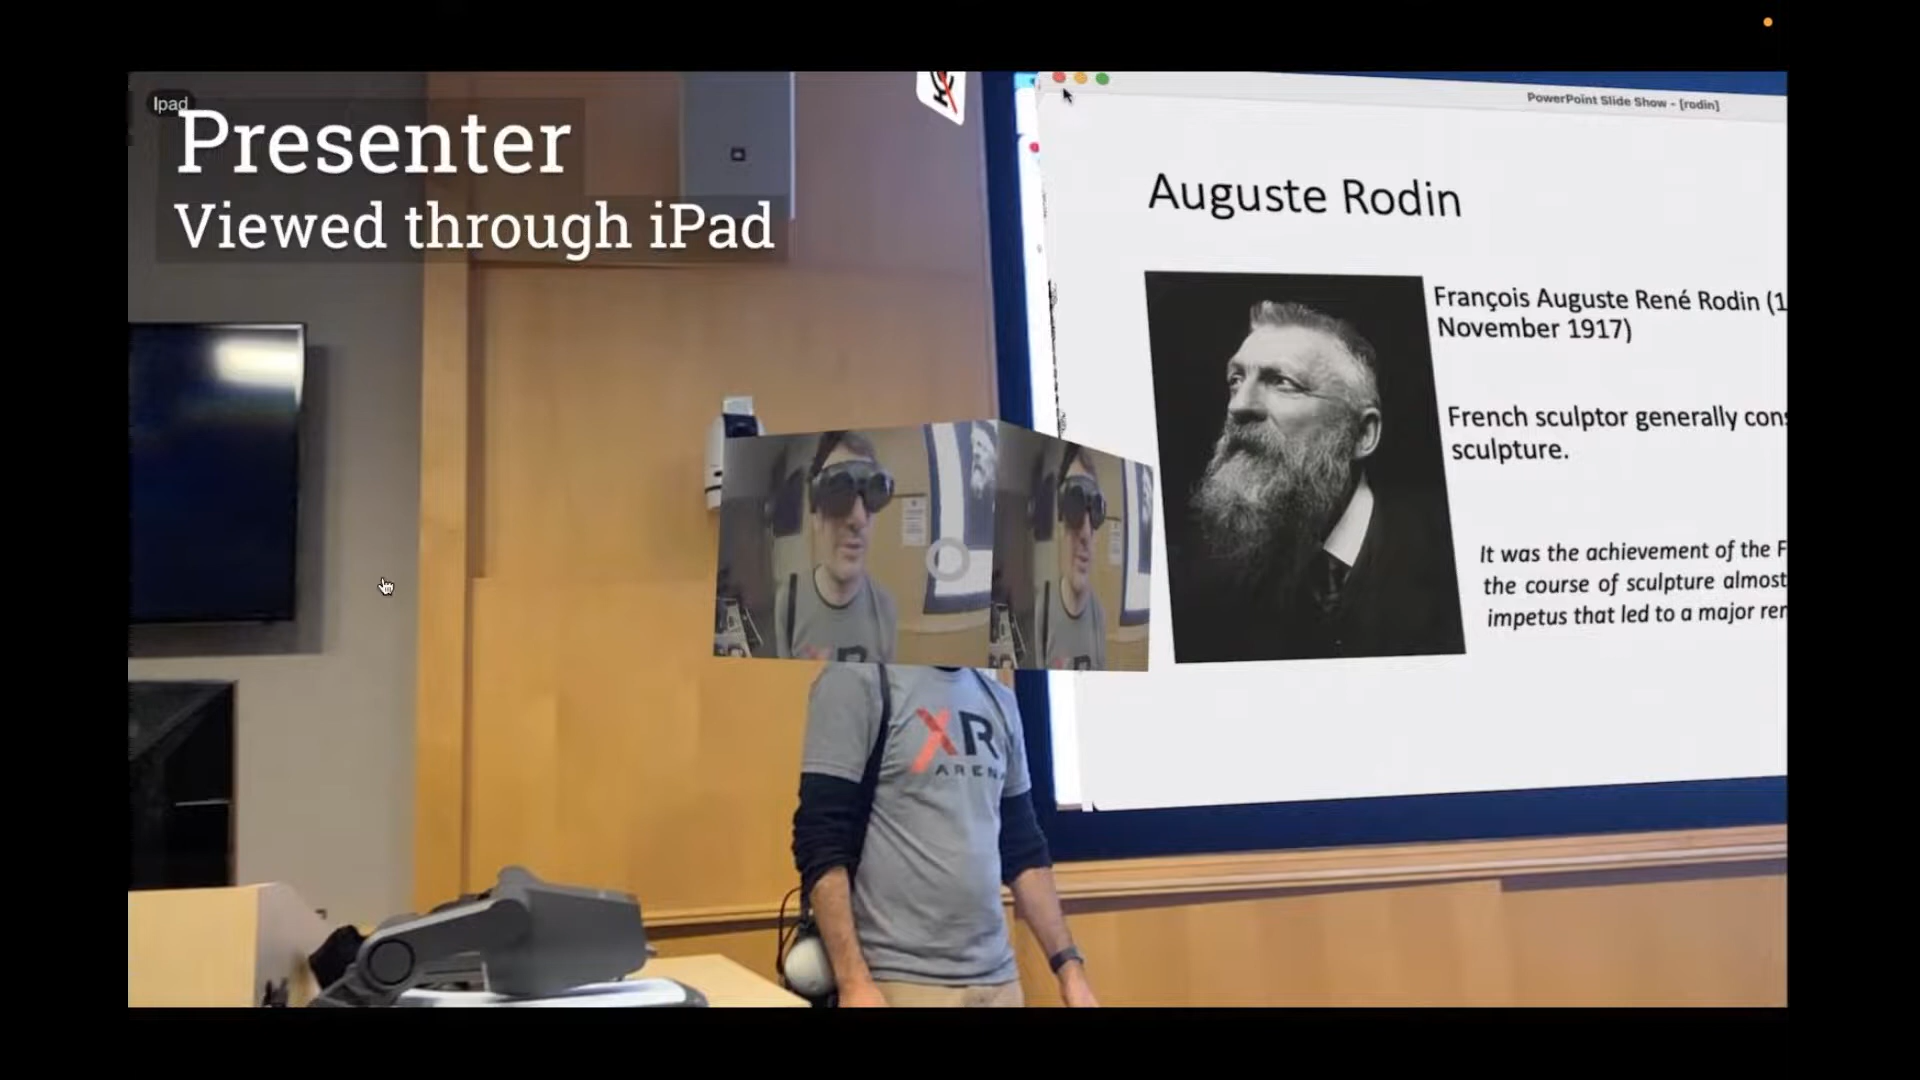 Ipad
Presenter
Viewed through iPad
PowerPoint Slide Show - [rodin]
Auguste Rodin
François Auguste René Rodin (1
November 1917)
French sculptor generally cons
sculpture.
It was the achievement of the F
the course of sculpture almost
impetus that led to a major ren
XR
AREN